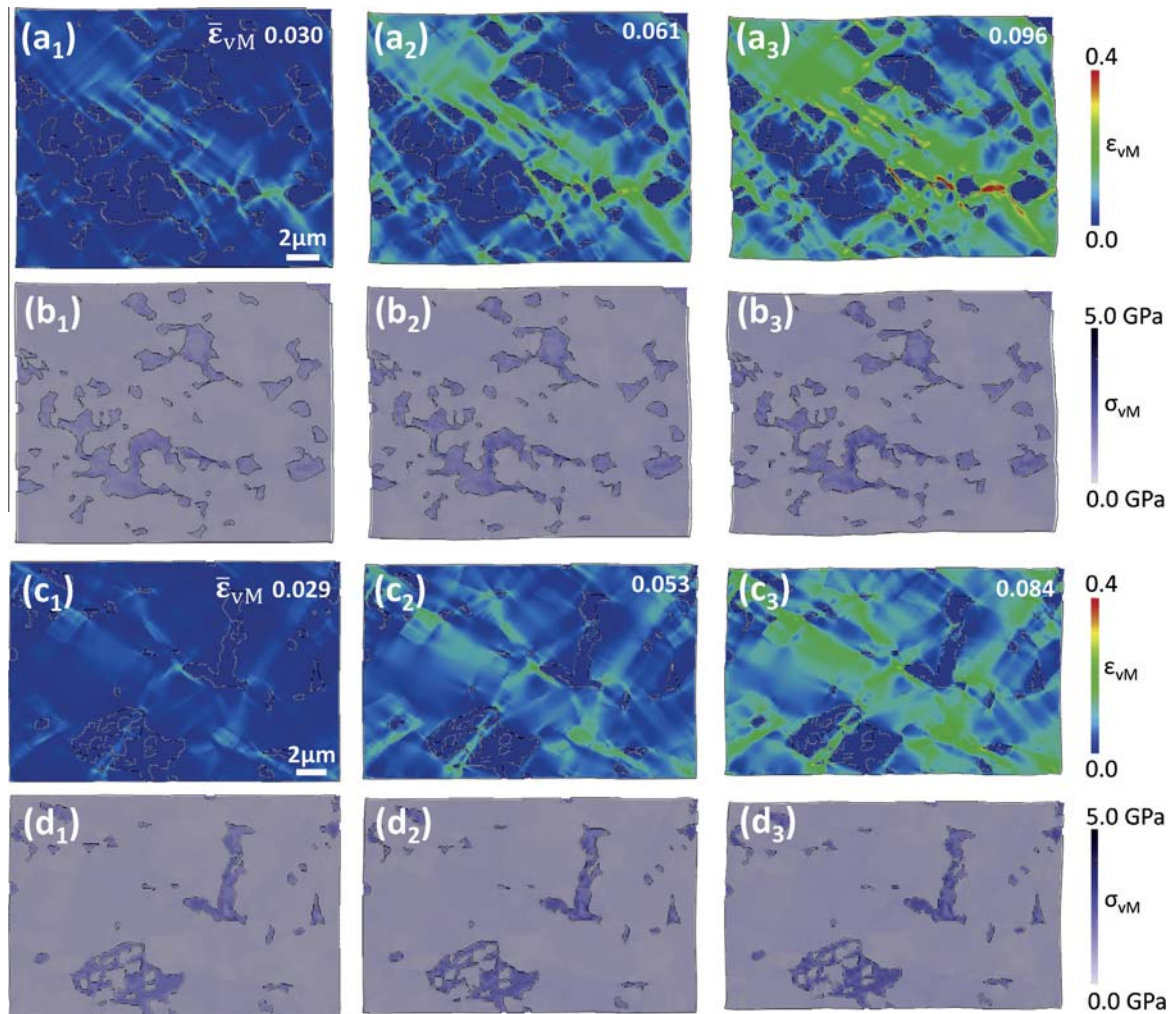 (a₁) ε̄vM 0.030
(a₂) 0.061
(a₃) 0.096
0.4
εvM
0.0
2μm
(b₁)
(b₂)
(b₃)
5.0 GPa
σvM
0.0 GPa
(c₁) ε̄vM 0.029
(c₂) 0.053
(c₃) 0.084
0.4
εvM
0.0
2μm
(d₁)
(d₂)
(d₃)
5.0 GPa
σvM
0.0 GPa